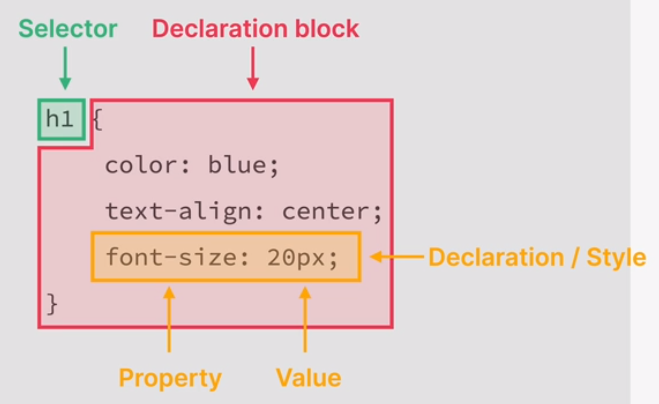 Selector Declaration block
h1 {
color: blue;
text-align: center;
font-size: 20px; Declaration / Style
}
Property Value